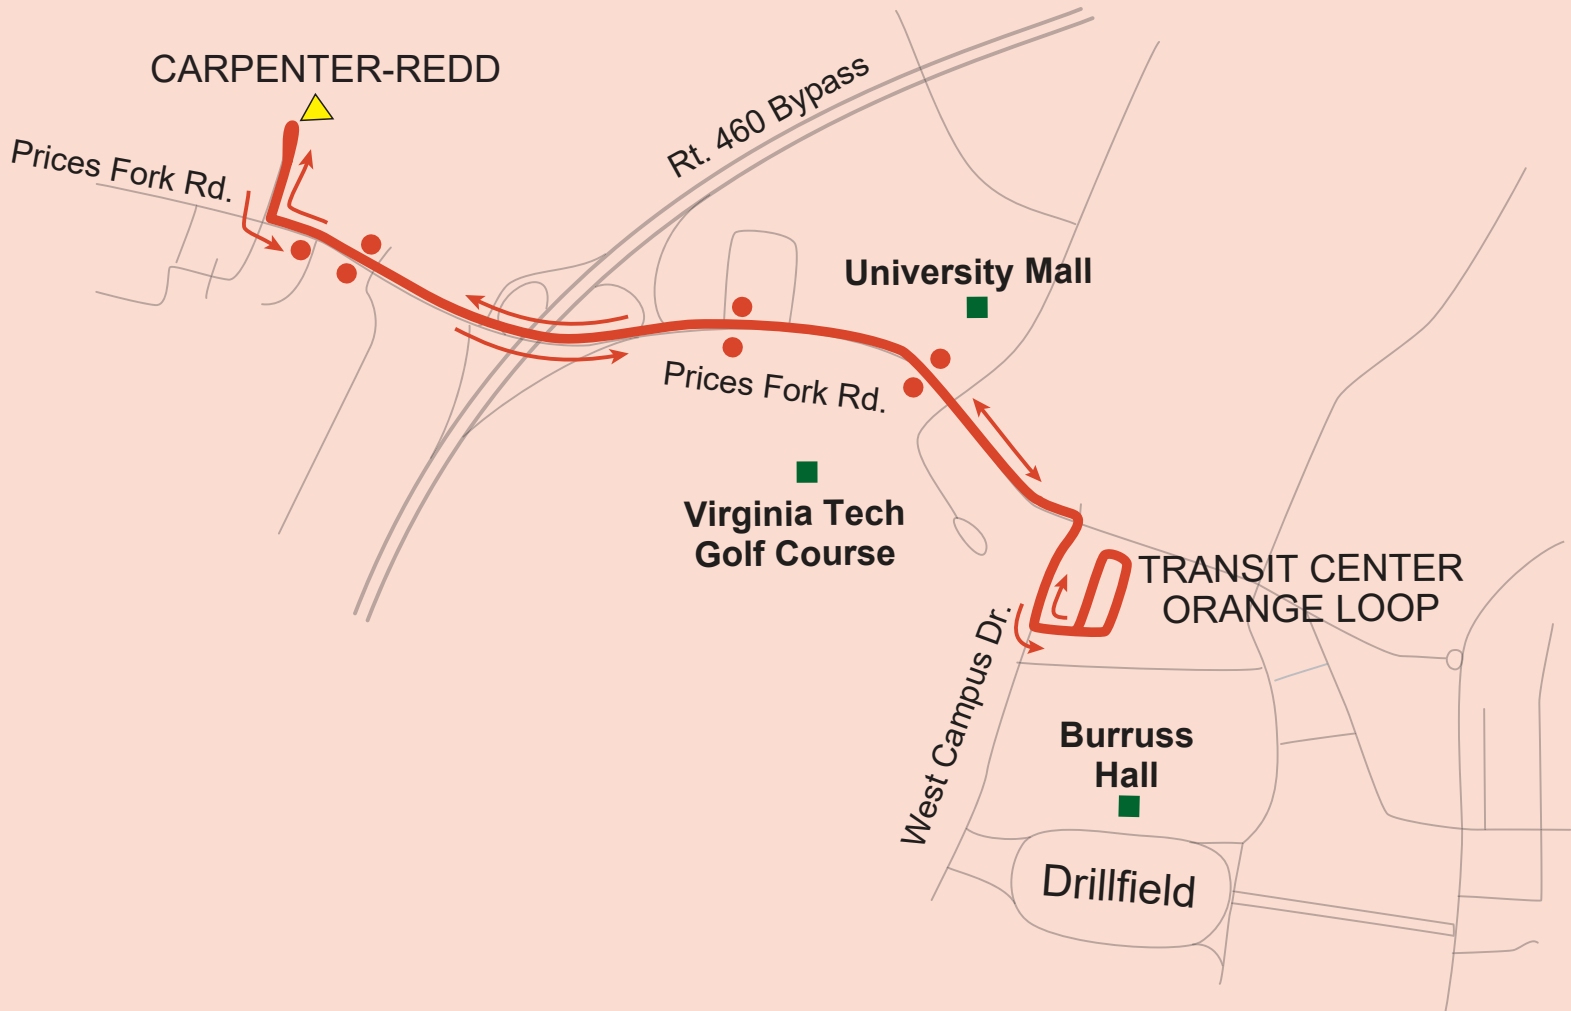 CARPENTER-REDD
Prices Fork Rd.
Rt. 460 Bypass
University Mall
Prices Fork Rd.
Virginia Tech
Golf Course
TRANSIT CENTER
ORANGE LOOP
West Campus Dr.
Burruss
Hall
Drillfield